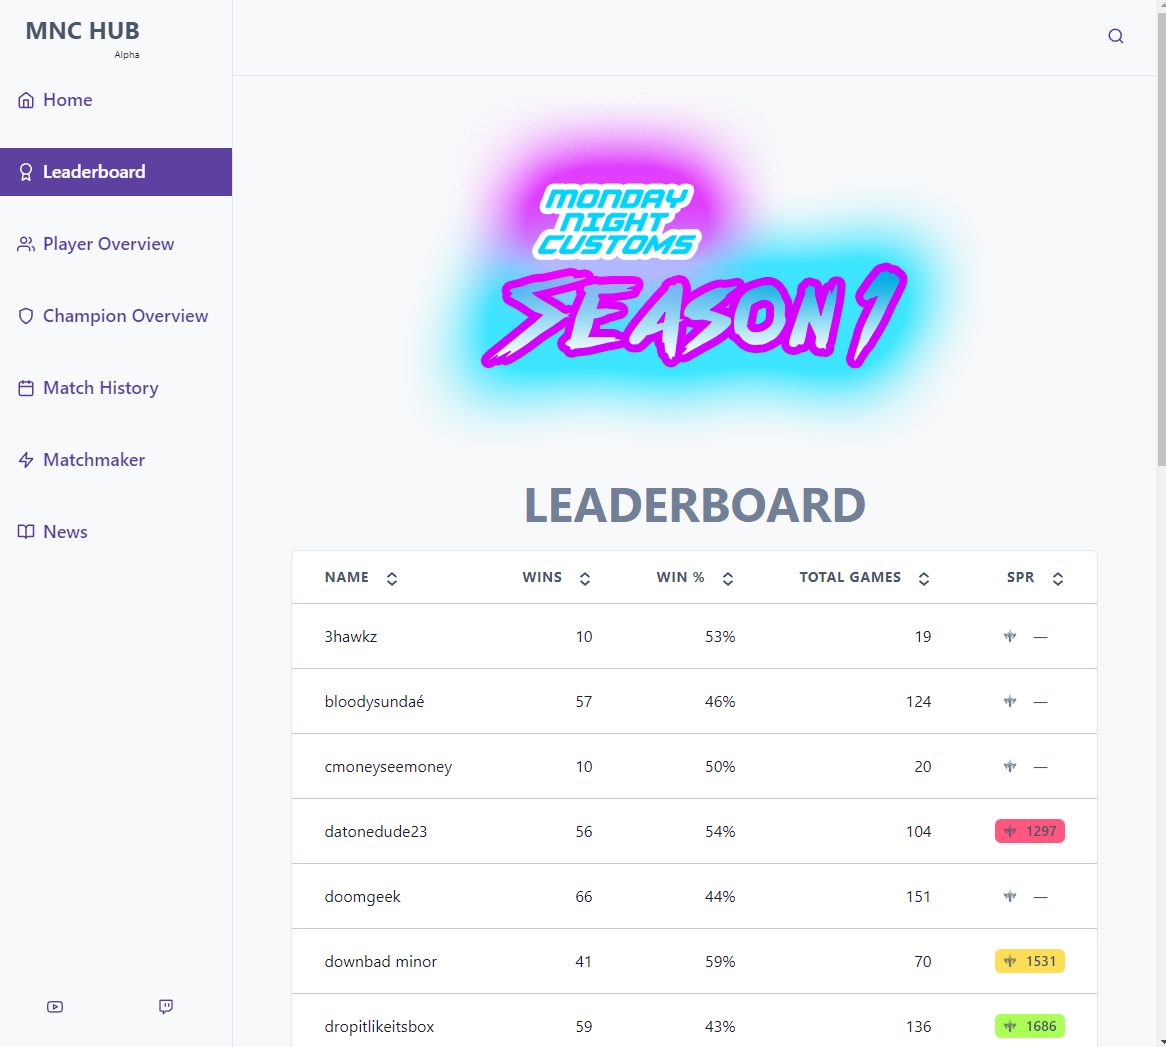 MNC HUB
Alpha
Home
Leaderboard
Player Overview
Champion Overview
Match History
Matchmaker
News
MONDAY
NIGHT
CUSTOMS
SEASON 1
LEADERBOARD
NAME WINS WIN % TOTAL GAMES SPR
3hawkz 10 53% 19 —
bloodysundaé 57 46% 124 —
cmoneyseemoney 10 50% 20 —
datonedude23 56 54% 104 1297
doomgeek 66 44% 151 —
downbad minor 41 59% 70 1531
dropitlikeitsbox 59 43% 136 1686